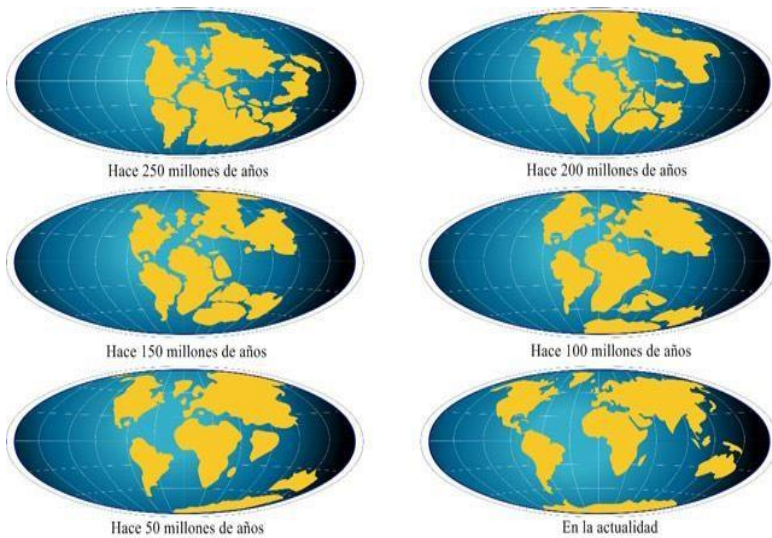 Hace 250 millones de años
Hace 200 millones de años
Hace 150 millones de años
Hace 100 millones de años
Hace 50 millones de años
En la actualidad